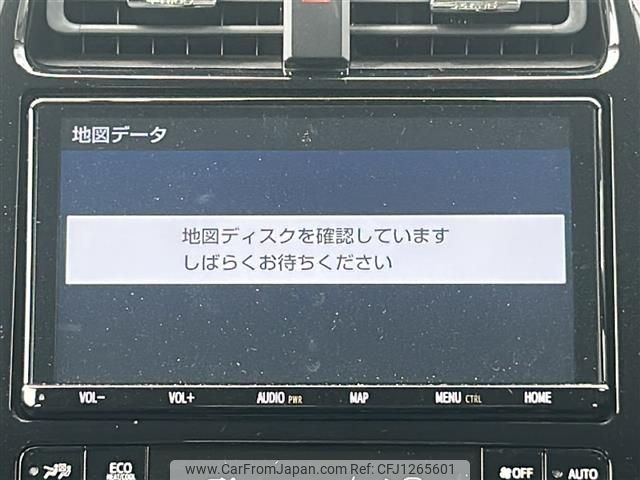 地図データ
地図ディスクを確認しています
しばらくお待ちください
VOL- VOL+ AUDIO PWR MAP MENU CTRL HOME
ECO OFF AUTO
HEAT/COOL
www.CarFromJapan.com CFJ1265601